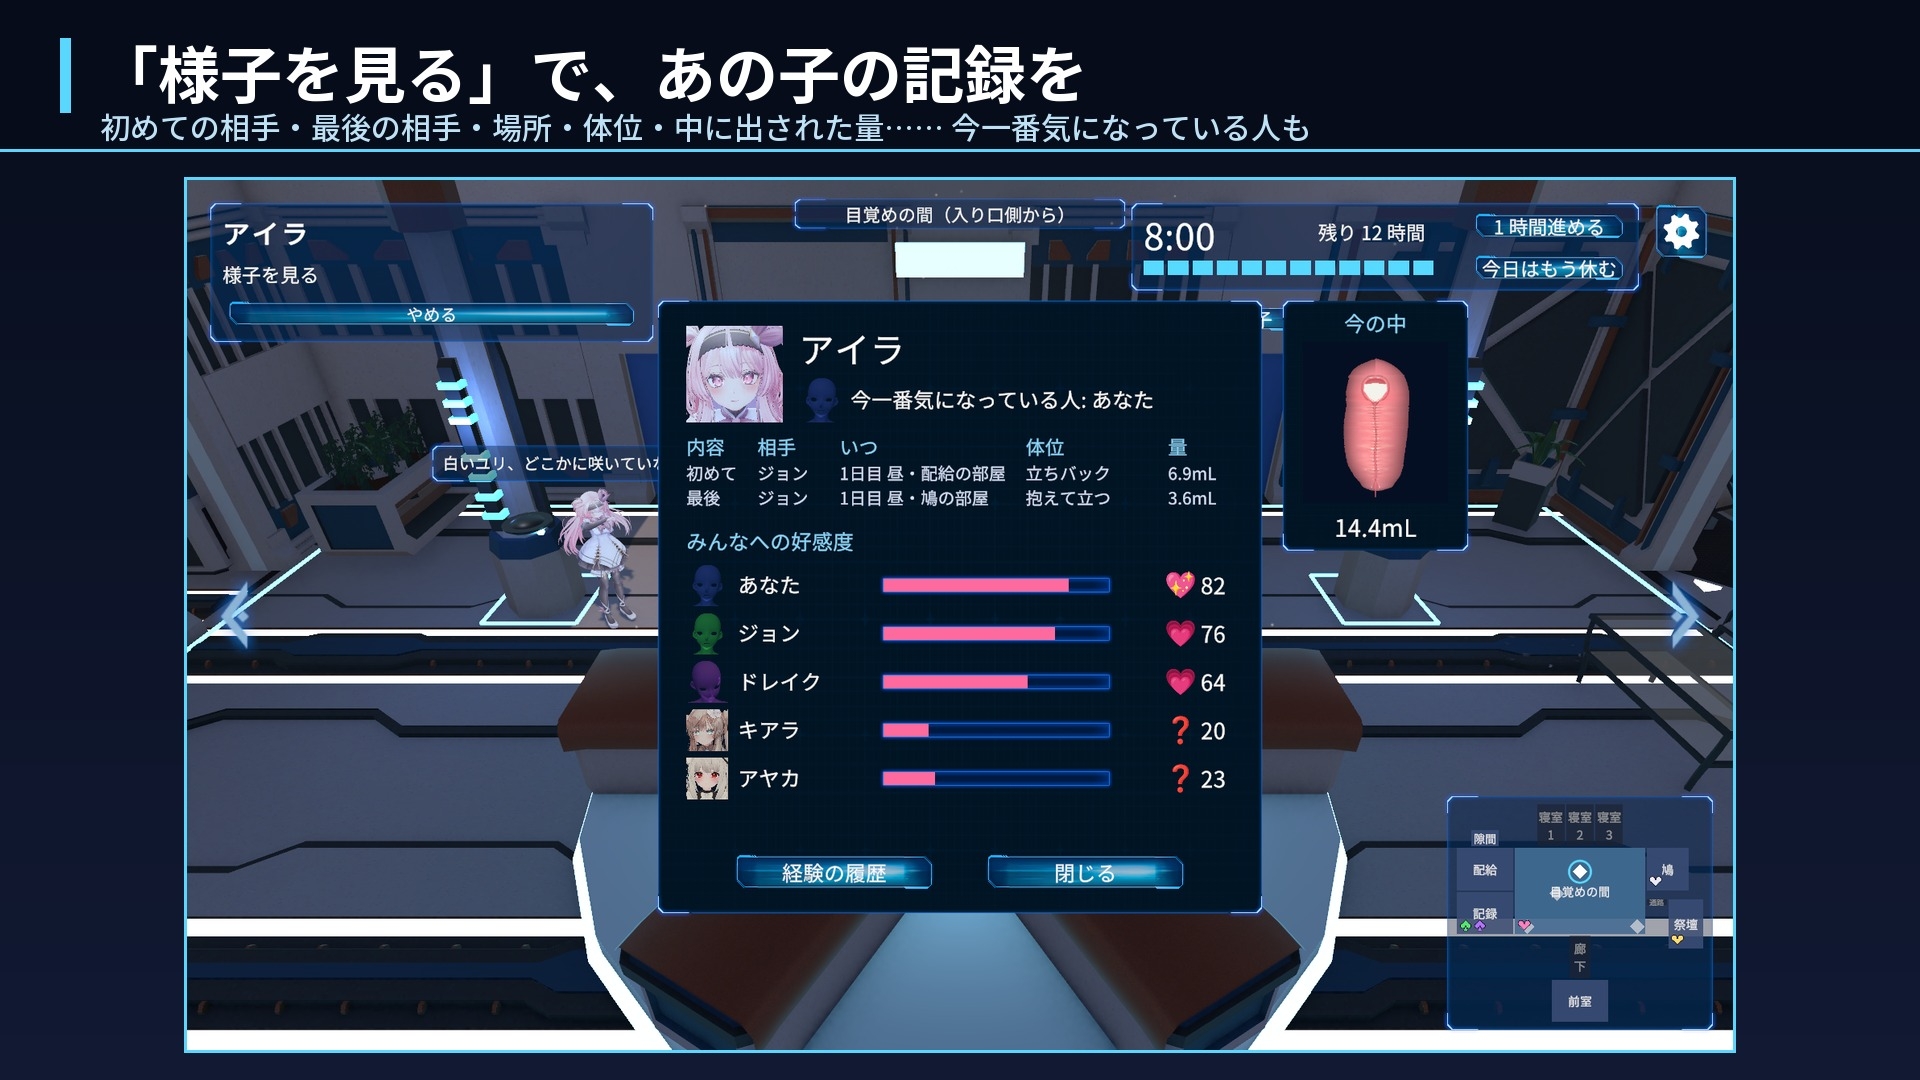 「様子を見る」で、あの子の記録を
初めての相手・最後の相手・場所・体位・中に出された量…… 今一番気になっている人も
アイラ
様子を見る
やめる
目覚めの間（入り口側から）
8:00
残り 12 時間
1 時間進める
今日はもう休む
白いユリ、どこかに咲いていな
アイラ
今一番気になっている人: あなた
内容 相手 いつ 体位 量
初めて ジョン 1日目 昼・配給の部屋 立ちバック 6.9mL
最後 ジョン 1日目 昼・鳩の部屋 抱えて立つ 3.6mL
みんなへの好感度
あなた 💖 82
ジョン 💗 76
ドレイク 💗 64
キアラ ❓ 20
アヤカ ❓ 23
経験の履歴
閉じる
今の中
14.4mL
寝室 寝室 寝室
1 2 3
隙間
配給
鳩
目覚めの間
記録
通路
祭壇
廊
下
前室